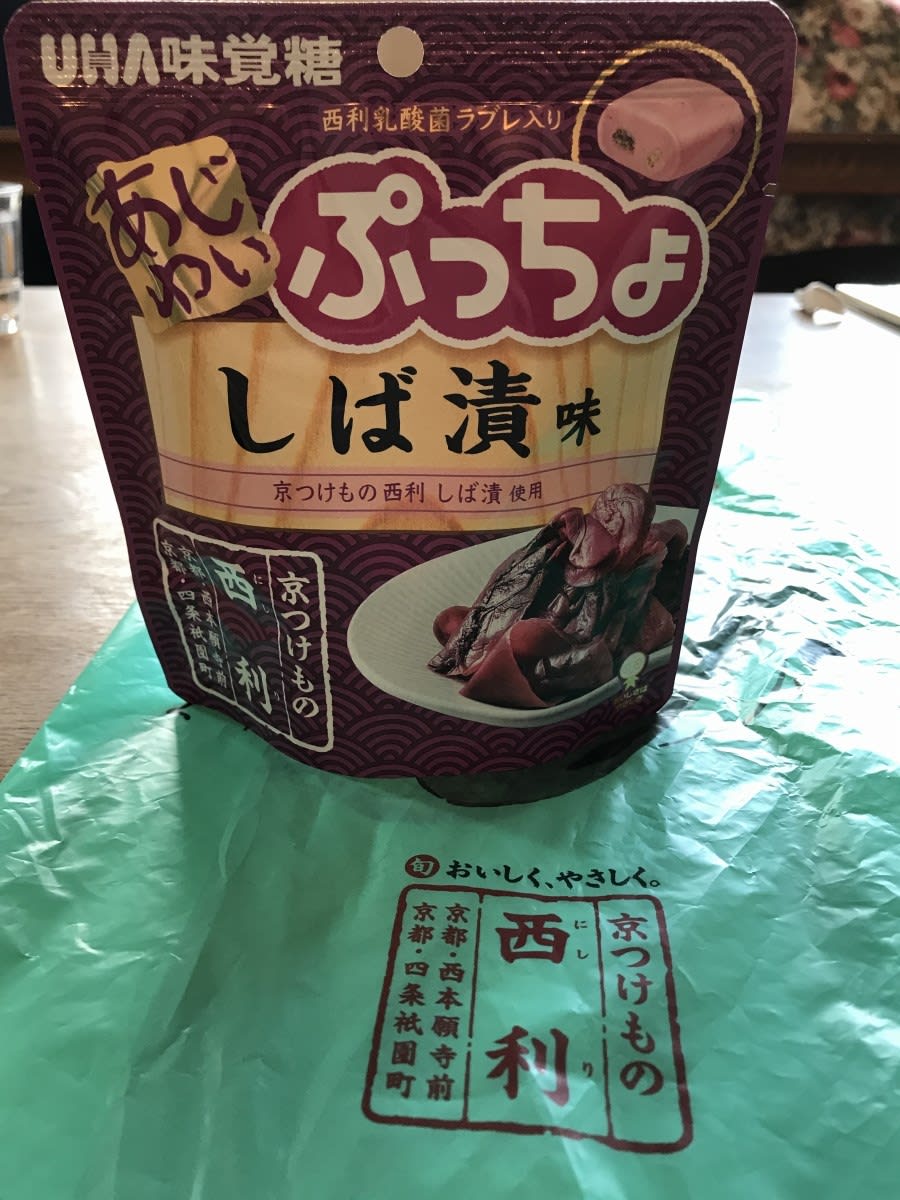 UHA味覚糖
西利乳酸菌ラブレ入り
あじわい
ぷっちょ
しば漬味
京つけもの 西利 しば漬 使用
京つけもの
西利
にしり
京都・西本願寺前
京都・四条祇園町
旬おいしく、やさしく。
京つけもの
西利
にしり
京都・西本願寺前
京都・四条祇園町